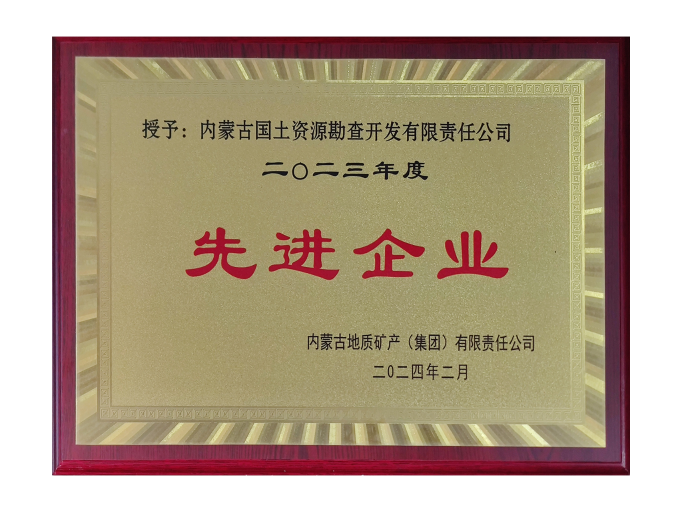 授予：内蒙古国土资源勘查开发有限责任公司
二〇二三年度
先进企业
内蒙古地质矿产（集团）有限责任公司
二0二四年二月